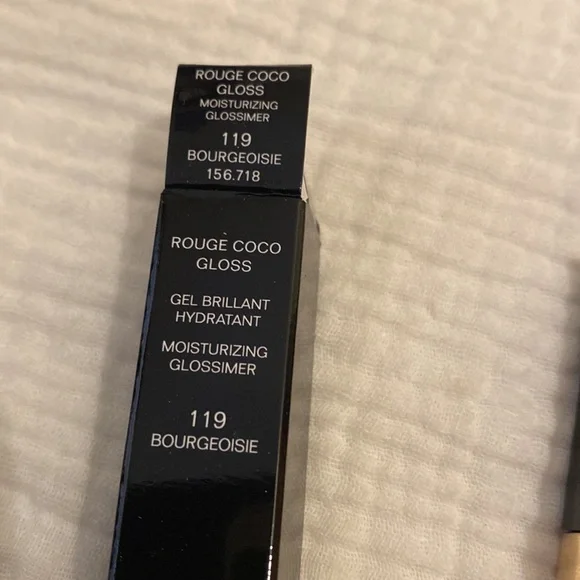 ROUGE COCO
GLOSS
MOISTURIZING
GLOSSIMER
119
BOURGEOISIE
156.718
ROUGE COCO
GLOSS
GEL BRILLANT
HYDRATANT
MOISTURIZING
GLOSSIMER
119
BOURGEOISIE